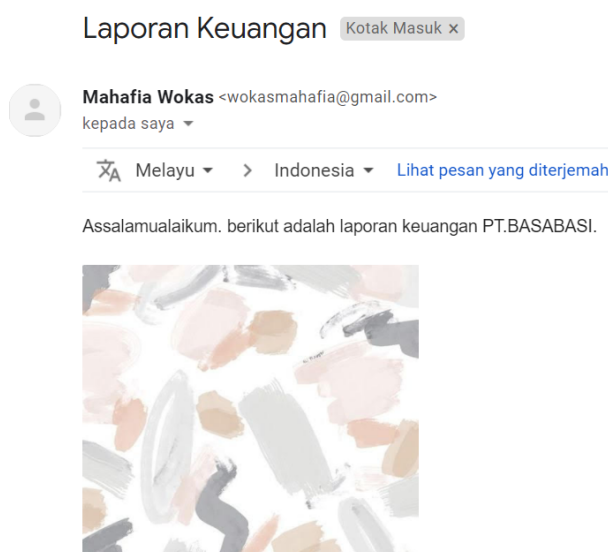 Laporan Keuangan Kotak Masuk x
Mahafia Wokas <wokasmahafia@gmail.com>
kepada saya
Melayu > Indonesia Lihat pesan yang diterjemah
Assalamualaikum. berikut adalah laporan keuangan PT.BASABASI.